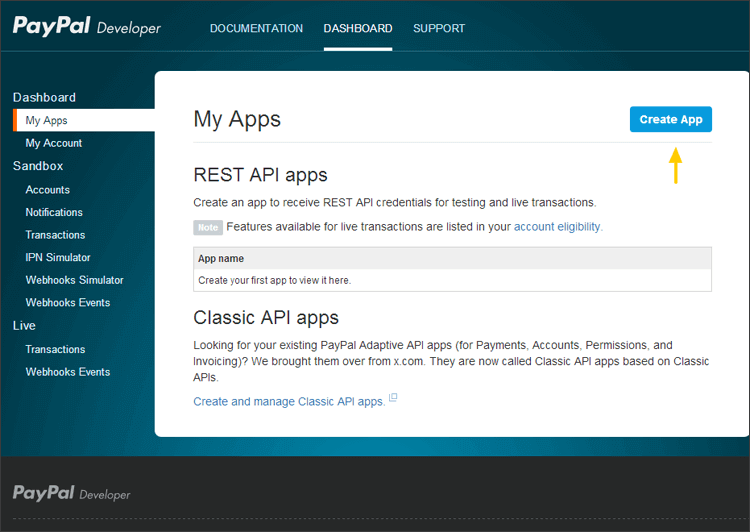 PayPal Developer
DOCUMENTATION DASHBOARD SUPPORT
Dashboard
My Apps
My Account
Sandbox
Accounts
Notifications
Transactions
IPN Simulator
Webhooks Simulator
Webhooks Events
Live
Transactions
Webhooks Events
My Apps
Create App
REST API apps
Create an app to receive REST API credentials for testing and live transactions.
Note Features available for live transactions are listed in your account eligibility.
App name
Create your first app to view it here.
Classic API apps
Looking for your existing PayPal Adaptive API apps (for Payments, Accounts, Permissions, and
Invoicing)? We brought them over from x.com. They are now called Classic API apps based on Classic
APIs.
Create and manage Classic API apps.
PayPal Developer